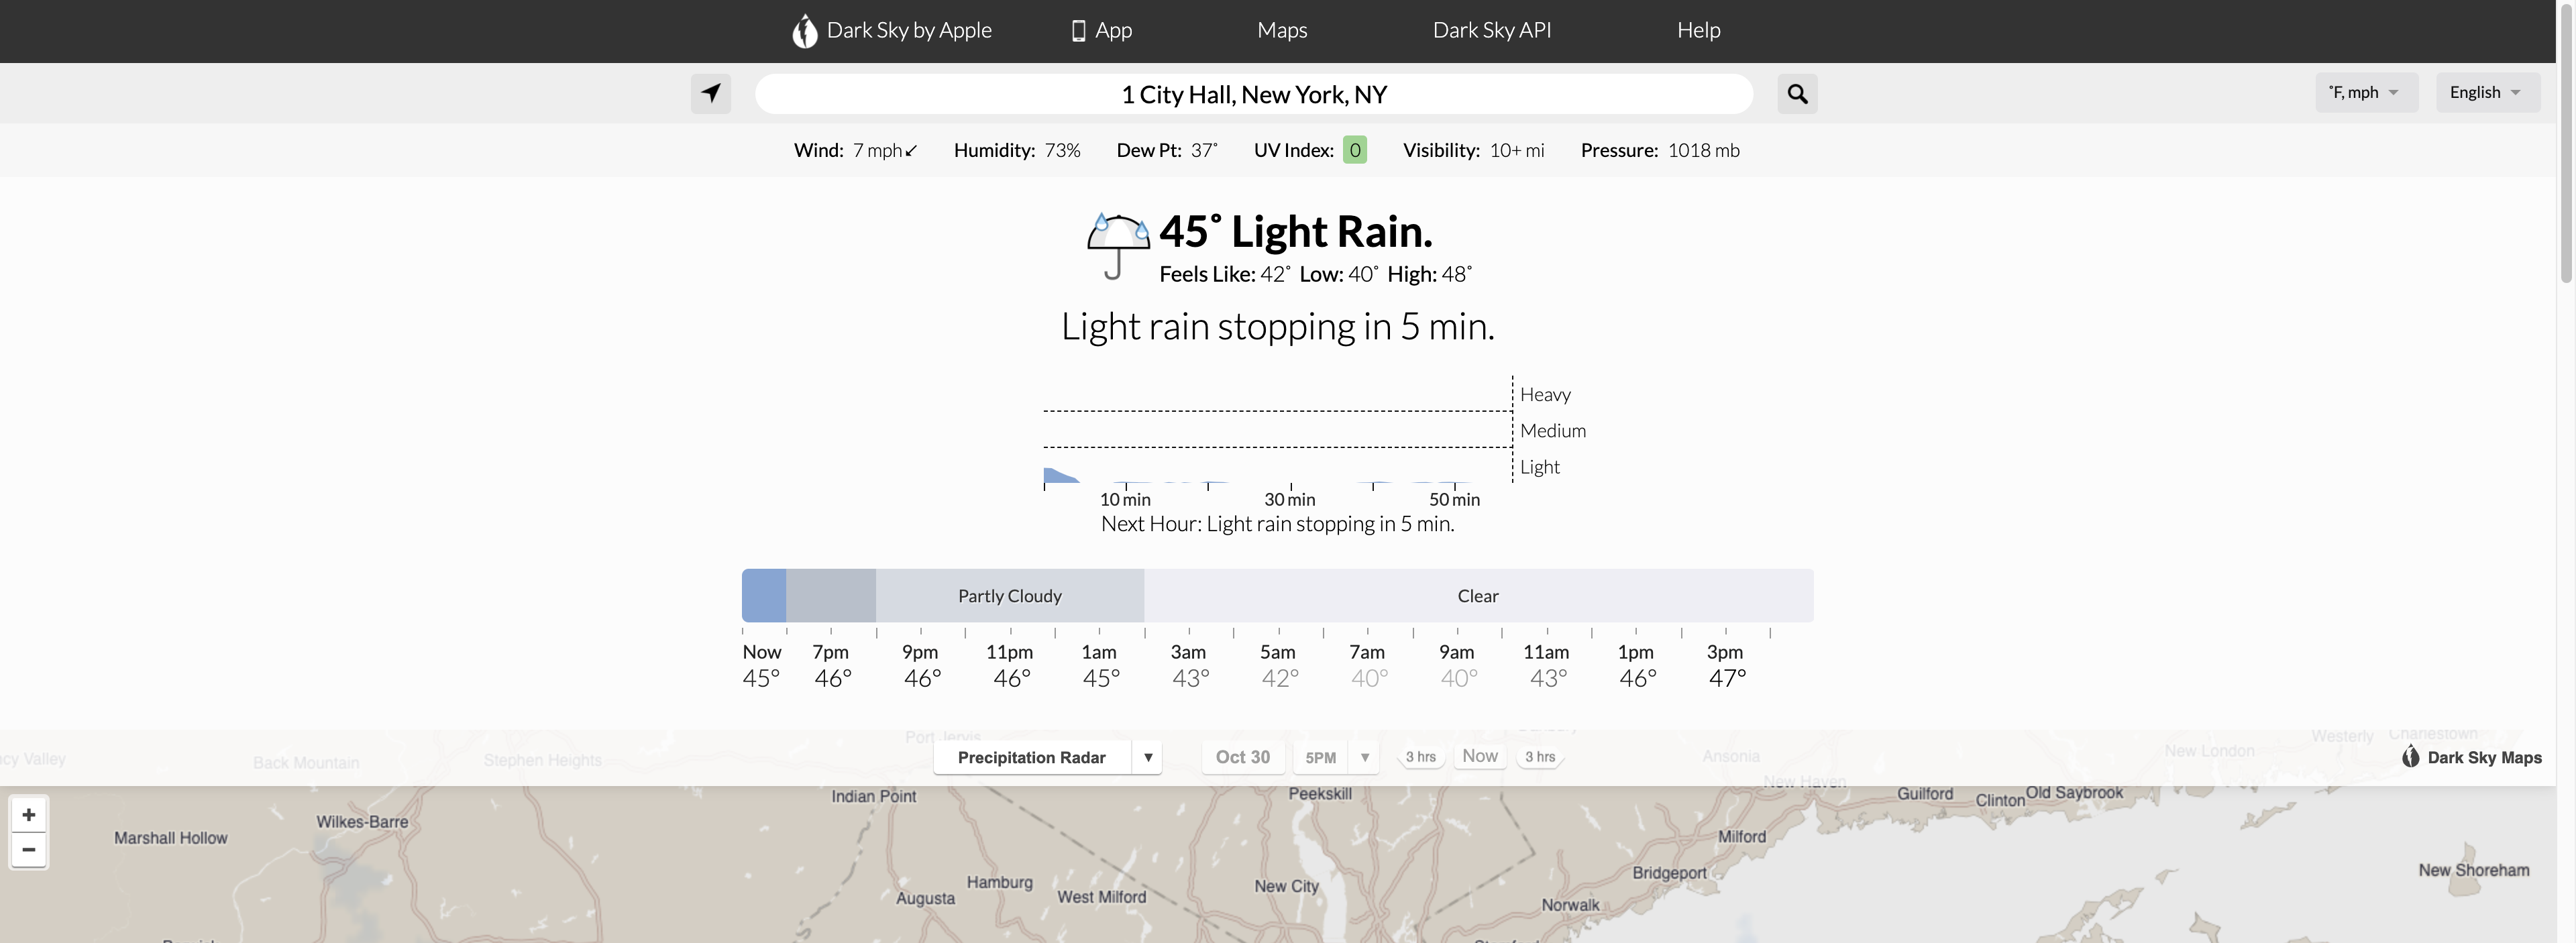 Dark Sky by Apple App Maps Dark Sky API Help
1 City Hall, New York, NY
˚F, mph English
Wind: 7 mph Humidity: 73% Dew Pt: 37˚ UV Index: 0 Visibility: 10+ mi Pressure: 1018 mb
45˚ Light Rain.
Feels Like: 42˚ Low: 40˚ High: 48˚
Light rain stopping in 5 min.
Heavy
Medium
Light
10 min 30 min 50 min
Next Hour: Light rain stopping in 5 min.
Partly Cloudy Clear
Now 7pm 9pm 11pm 1am 3am 5am 7am 9am 11am 1pm 3pm
45° 46° 46° 46° 45° 43° 42° 40° 40° 43° 46° 47°
Port Jervis
Westerly Charlestown
Back Mountain Stephen Heights Precipitation Radar Oct 30 5PM 3 hrs Now 3 hrs Ansonia New London Dark Sky Maps
New Haven
Indian Point Peekskill Guilford Clinton Old Saybrook
+
Wilkes-Barre
Marshall Hollow Milford
−
Bridgeport New Shoreham
Hamburg New City
Augusta West Milford Norwalk